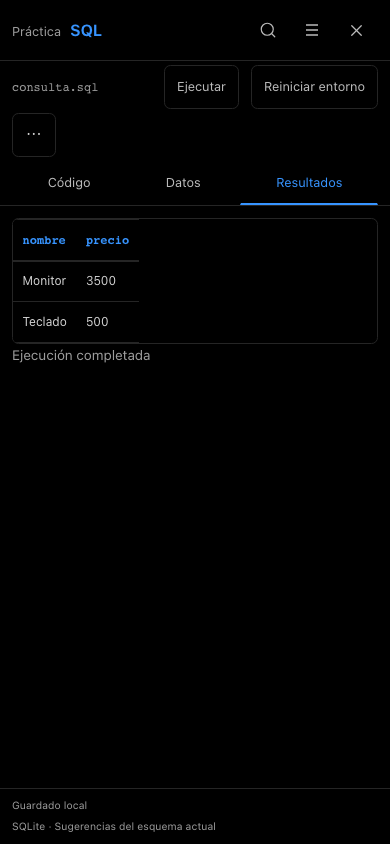 Práctica SQL
consulta.sql Ejecutar Reiniciar entorno
...
Código Datos Resultados
nombre precio
Monitor 3500
Teclado 500
Ejecución completada
Guardado local
SQLite · Sugerencias del esquema actual